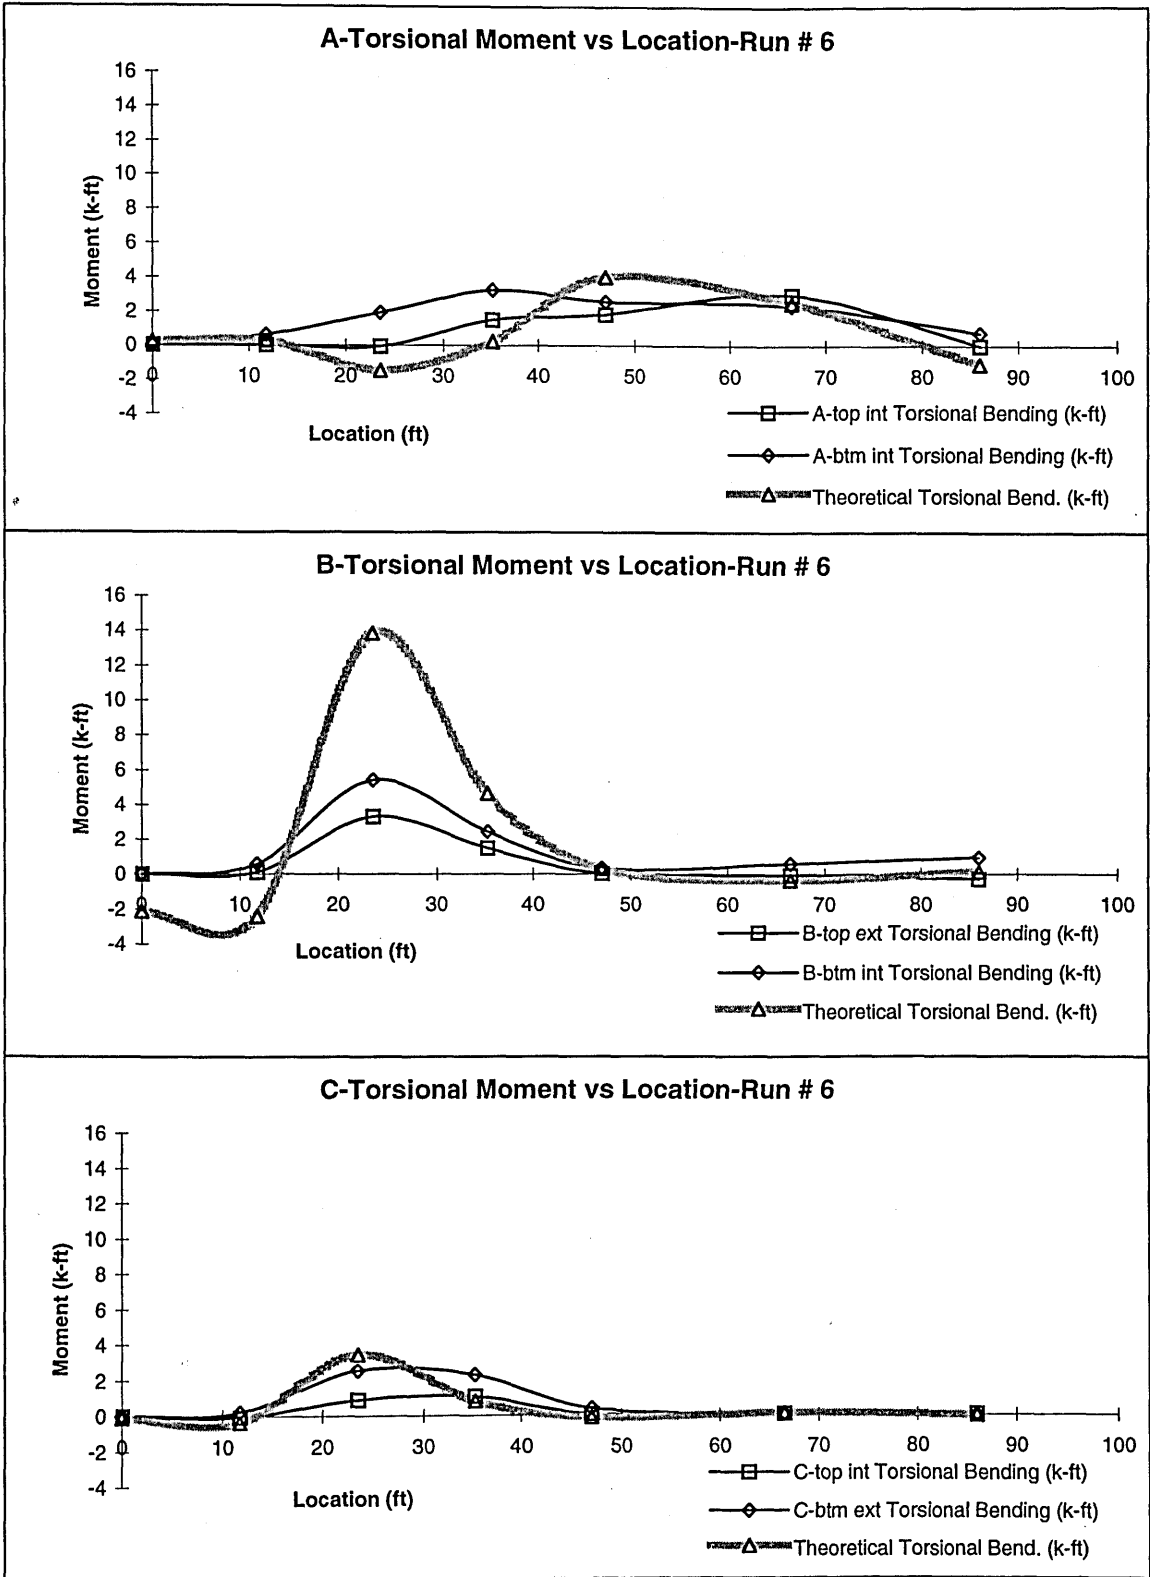 A-Torsional Moment vs Location-Run # 6
16
14
12
10
8
6
4
2
0
-2
-4
Moment (k-ft)
0 10 20 30 40 50 60 70 80 90 100
Location (ft)
A-top int Torsional Bending (k-ft)
A-btm int Torsional Bending (k-ft)
Theoretical Torsional Bend. (k-ft)
B-Torsional Moment vs Location-Run # 6
16
14
12
10
8
6
4
2
0
-2
-4
Moment (k-ft)
0 10 20 30 40 50 60 70 80 90 100
Location (ft)
B-top ext Torsional Bending (k-ft)
B-btm int Torsional Bending (k-ft)
Theoretical Torsional Bend. (k-ft)
C-Torsional Moment vs Location-Run # 6
16
14
12
10
8
6
4
2
0
-2
-4
Moment (k-ft)
0 10 20 30 40 50 60 70 80 90 100
Location (ft)
C-top int Torsional Bending (k-ft)
C-btm ext Torsional Bending (k-ft)
Theoretical Torsional Bend. (k-ft)